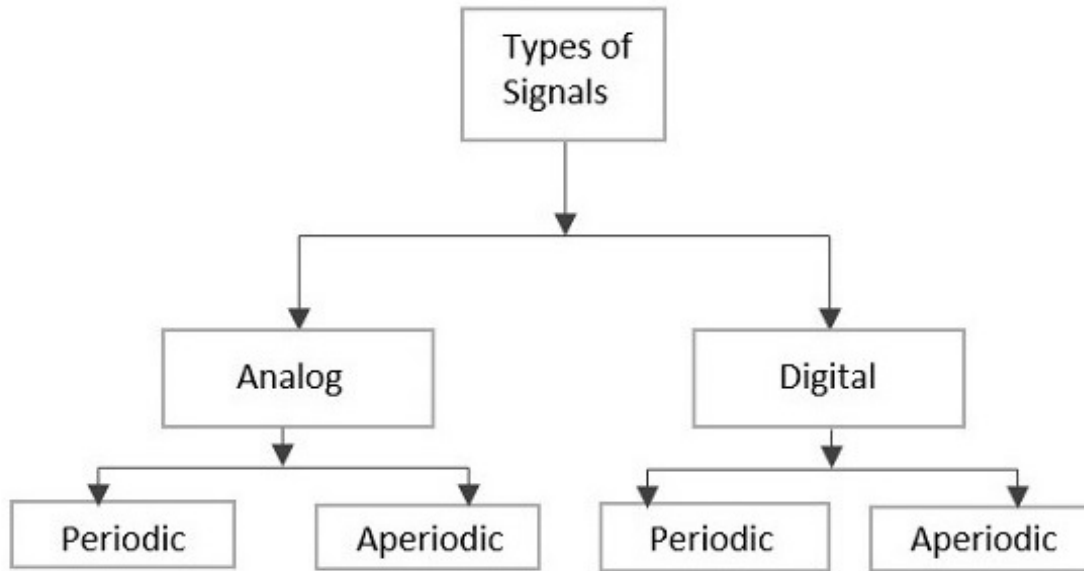 Types of
Signals
Analog
Digital
Periodic
Aperiodic
Periodic
Aperiodic